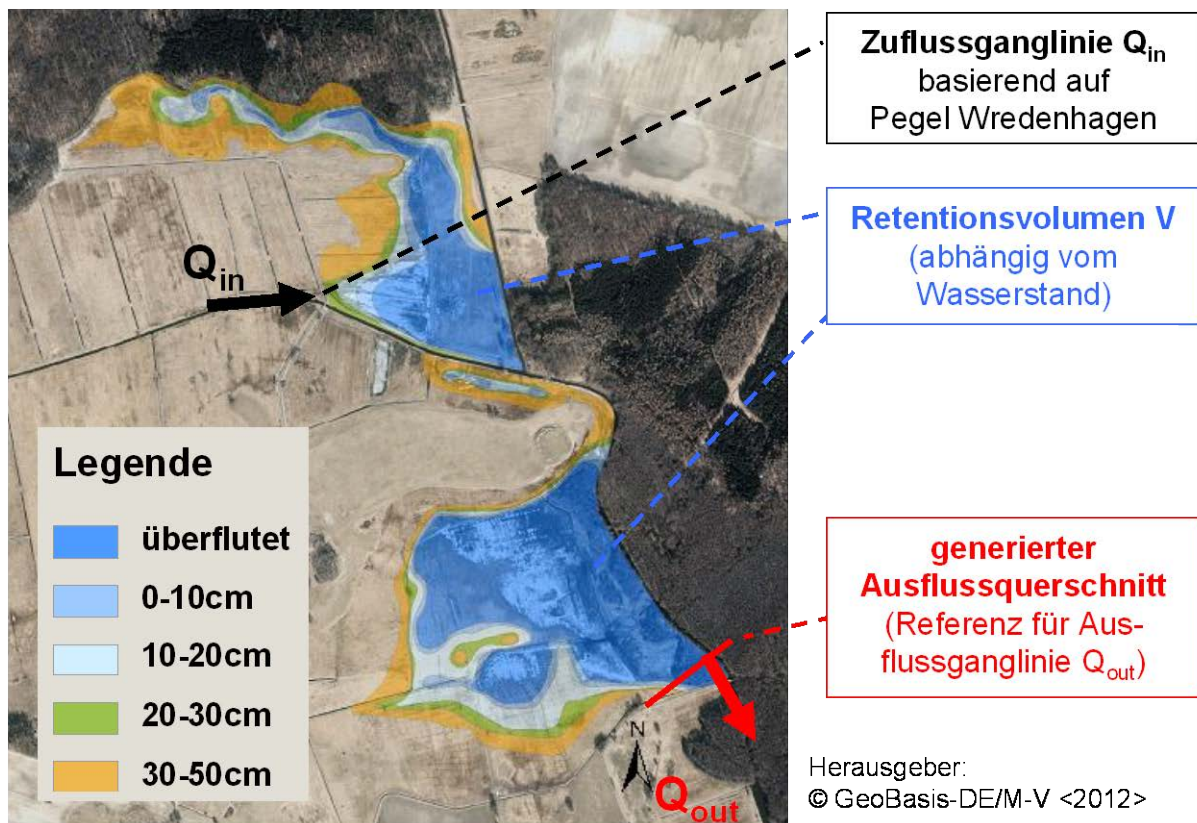 Zuflussganglinie Qin
basierend auf
Pegel Wredenhagen
Retentionsvolumen V
(abhängig vom
Wasserstand)
Qin
Legende
überflutet
0-10cm
10-20cm
20-30cm
30-50cm
generierter
Ausflussquerschnitt
(Referenz für Aus-
flussganglinie Qout)
N
Qout
Herausgeber:
© GeoBasis-DE/M-V <2012>